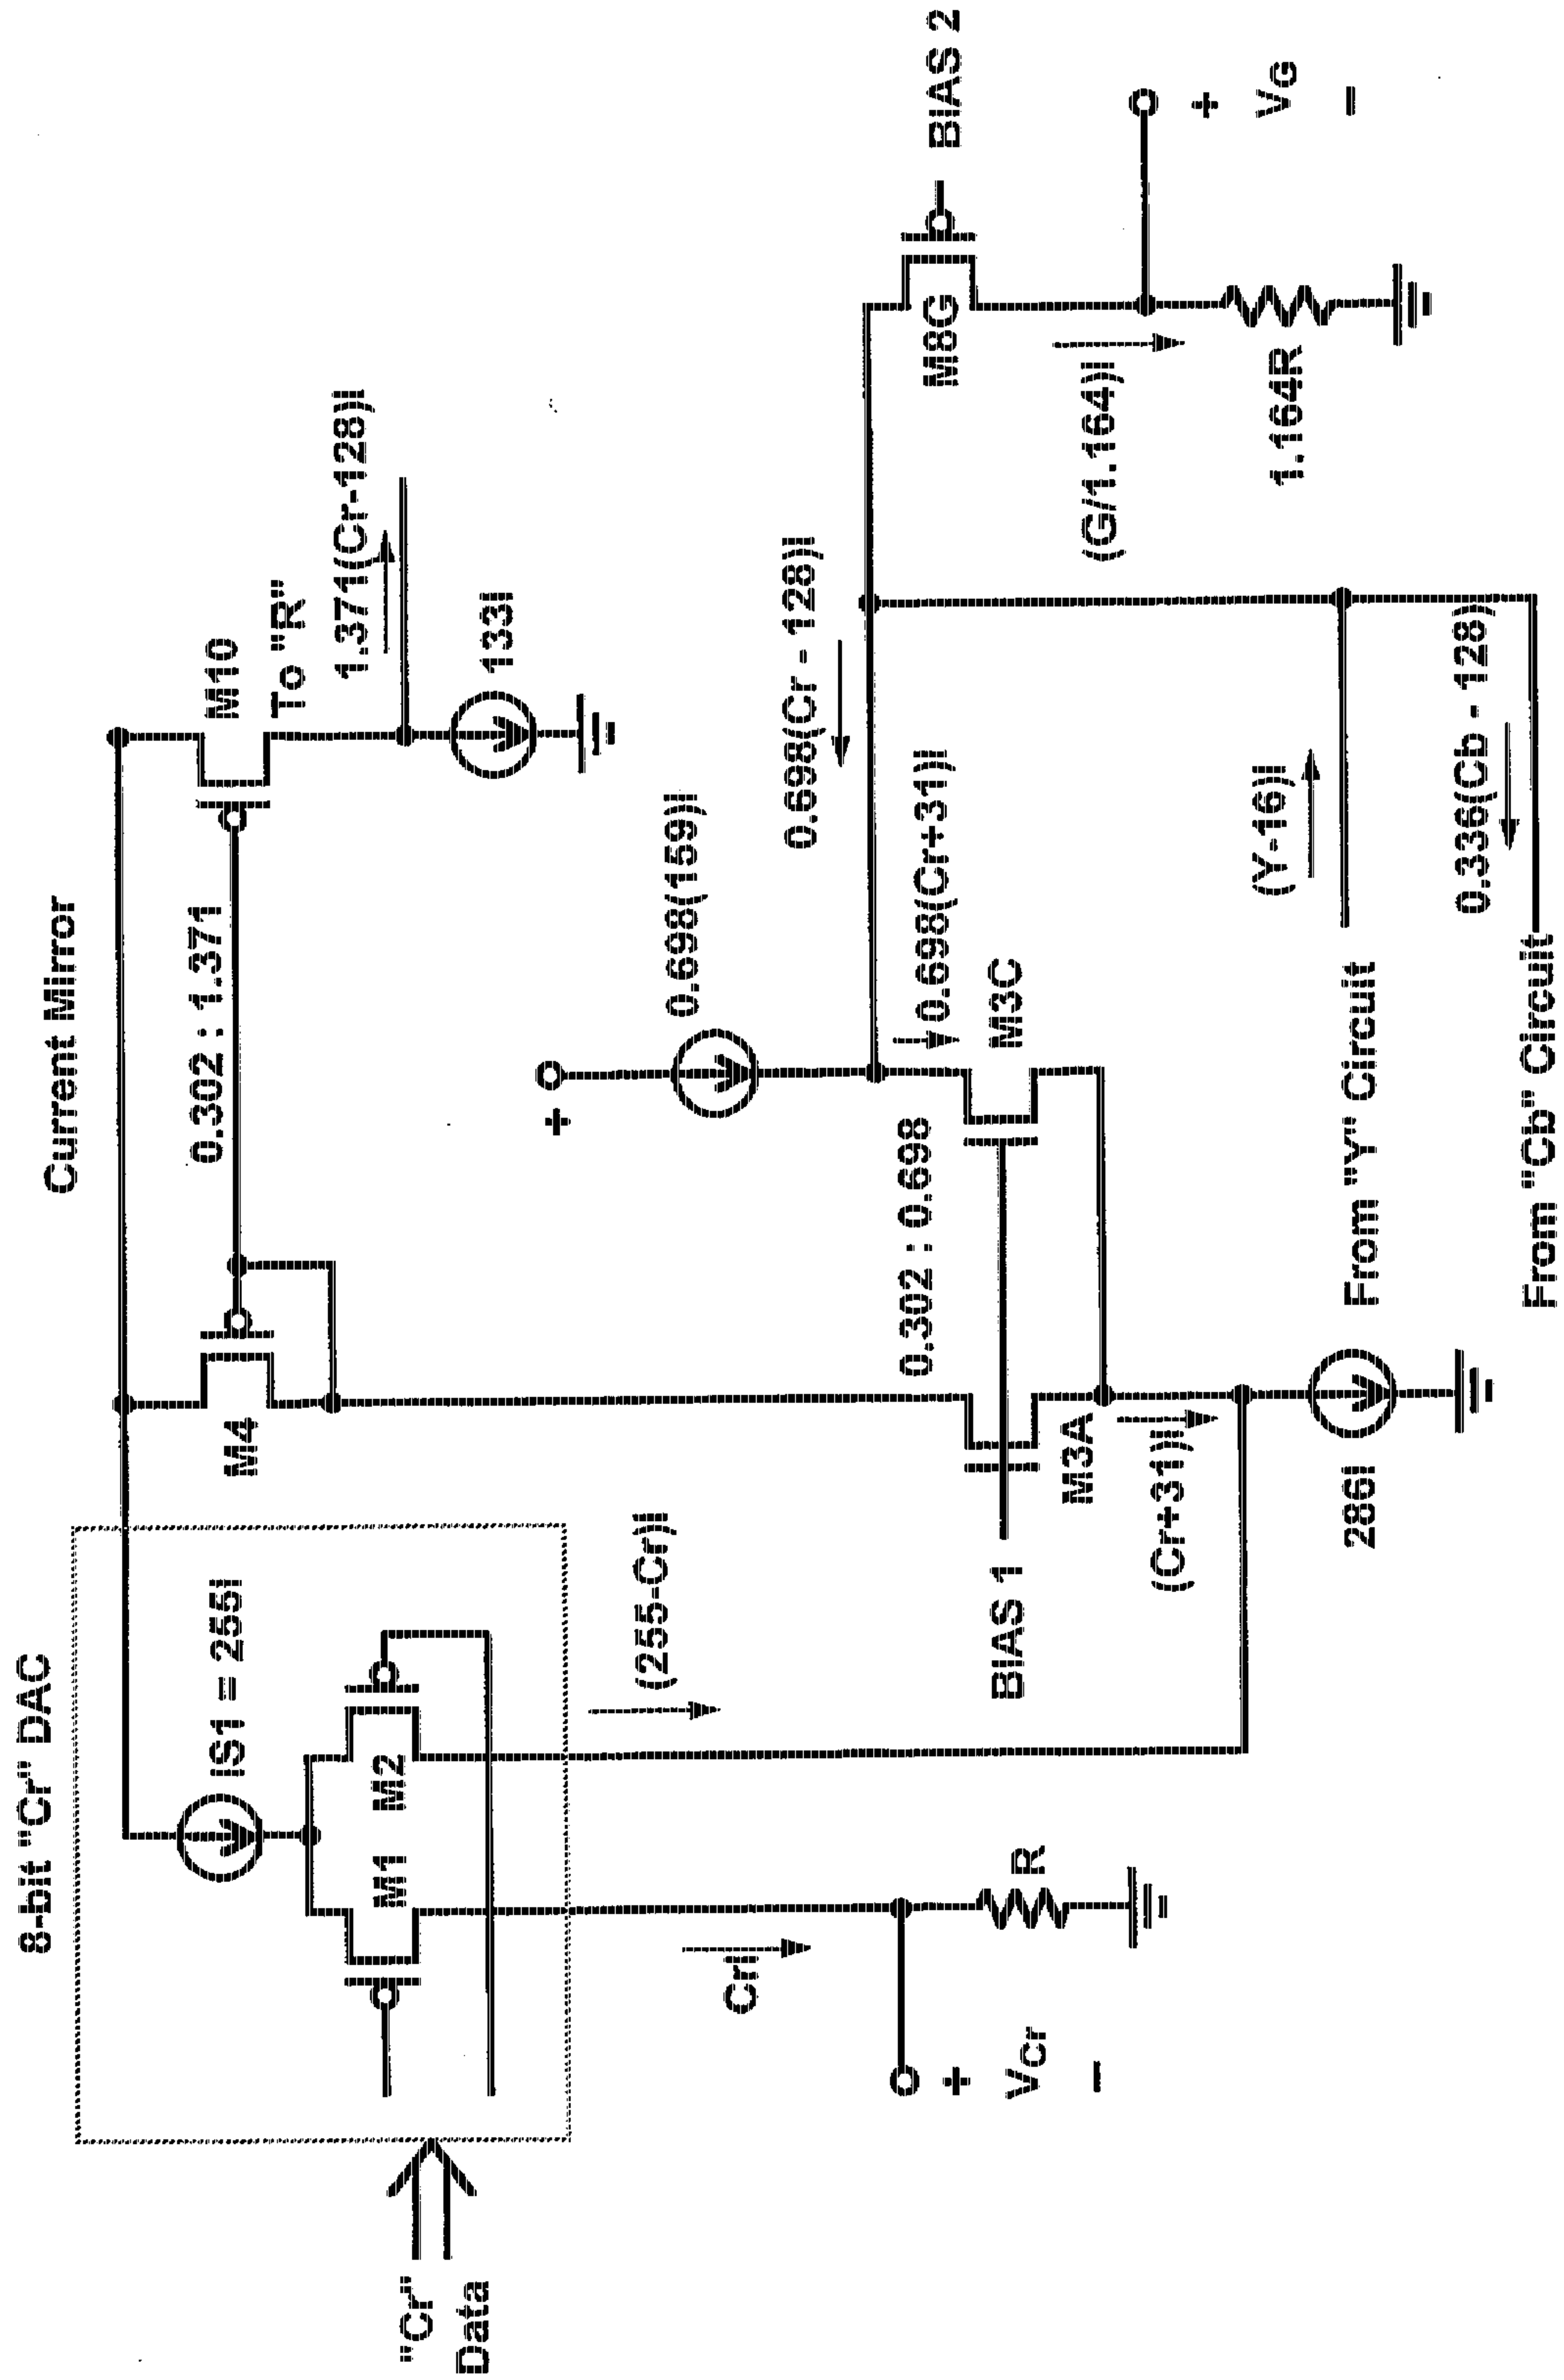 8-bit "Cr" DAC
Current Mirror
IS1 = 255I
M4
0.302 : 1.371
M10
To "R"
1.371(Cr-128)I
133I
M1
M2
"Cr"
Data
(255-Cr)I
CrI
+
0.698(159)I
0.698(Cr - 128)I
M8G
BIAS 2
0.302 : 0.698
0.698(Cr+31)I
BIAS 1
M3A
M3C
(Cr+31)I
(G/1.164)I
+
VCr
-
R
+
VG
-
1.164R
286I
From "Y" Circuit
(Y-16)I
From "Cb" Circuit
0.336(Cb - 128)